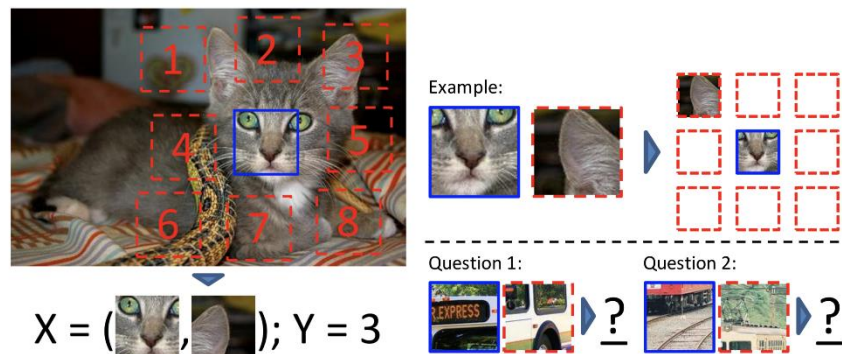 1
2
3
4
5
6
7
8
X = ( , ); Y = 3
Example:
Question 1:
Question 2:
R.EXPRESS
?
?